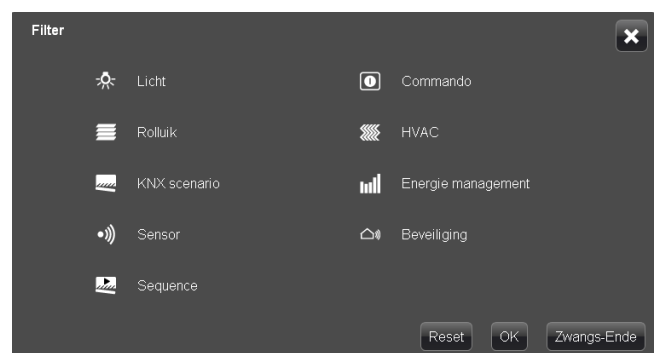 Filter
Licht
Commando
Rolluik
HVAC
KNX scenario
Energie management
Sensor
Beveiliging
Sequence
Reset
OK
Zwangs-Ende